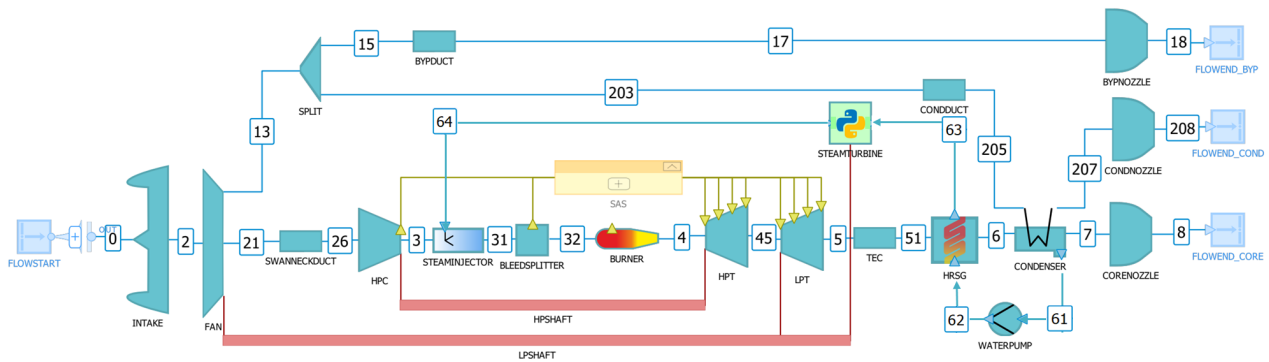 15
BYPDUCT
17
18
BYPNOZZLE
FLOWEND_BYP
SPLIT
203
CONDDUCT
13
64
STEAMTURBINE
63
205
207
208
CONDNOZZLE
FLOWEND_COND
SAS
OUT
FLOWSTART
0
2
21
SWANNECKDUCT
26
3
STEAMINJECTOR
31
BLEEDSPLITTER
32
BURNER
4
45
5
TEC
51
6
7
8
HPC
HPT
LPT
HRSG
CONDENSER
CORENOZZLE
FLOWEND_CORE
INTAKE
FAN
HPSHAFT
62
61
WATERPUMP
LPSHAFT